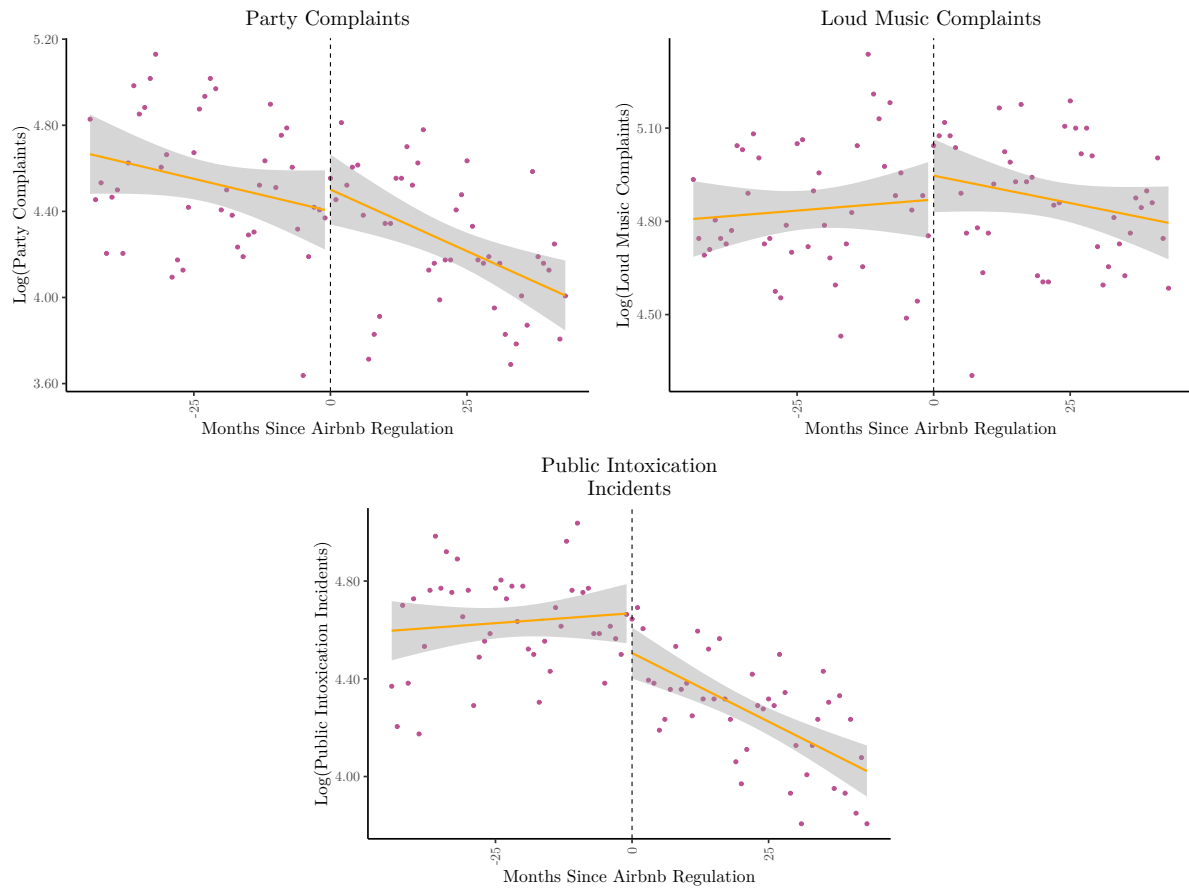 Party Complaints
Log(Party Complaints)
5.20
4.80
4.40
4.00
3.60
-25
0
25
Months Since Airbnb Regulation
Loud Music Complaints
Log(Loud Music Complaints)
5.10
4.80
4.50
-25
0
25
Months Since Airbnb Regulation
Public Intoxication
Incidents
Log(Public Intoxication Incidents)
4.80
4.40
4.00
-25
0
25
Months Since Airbnb Regulation